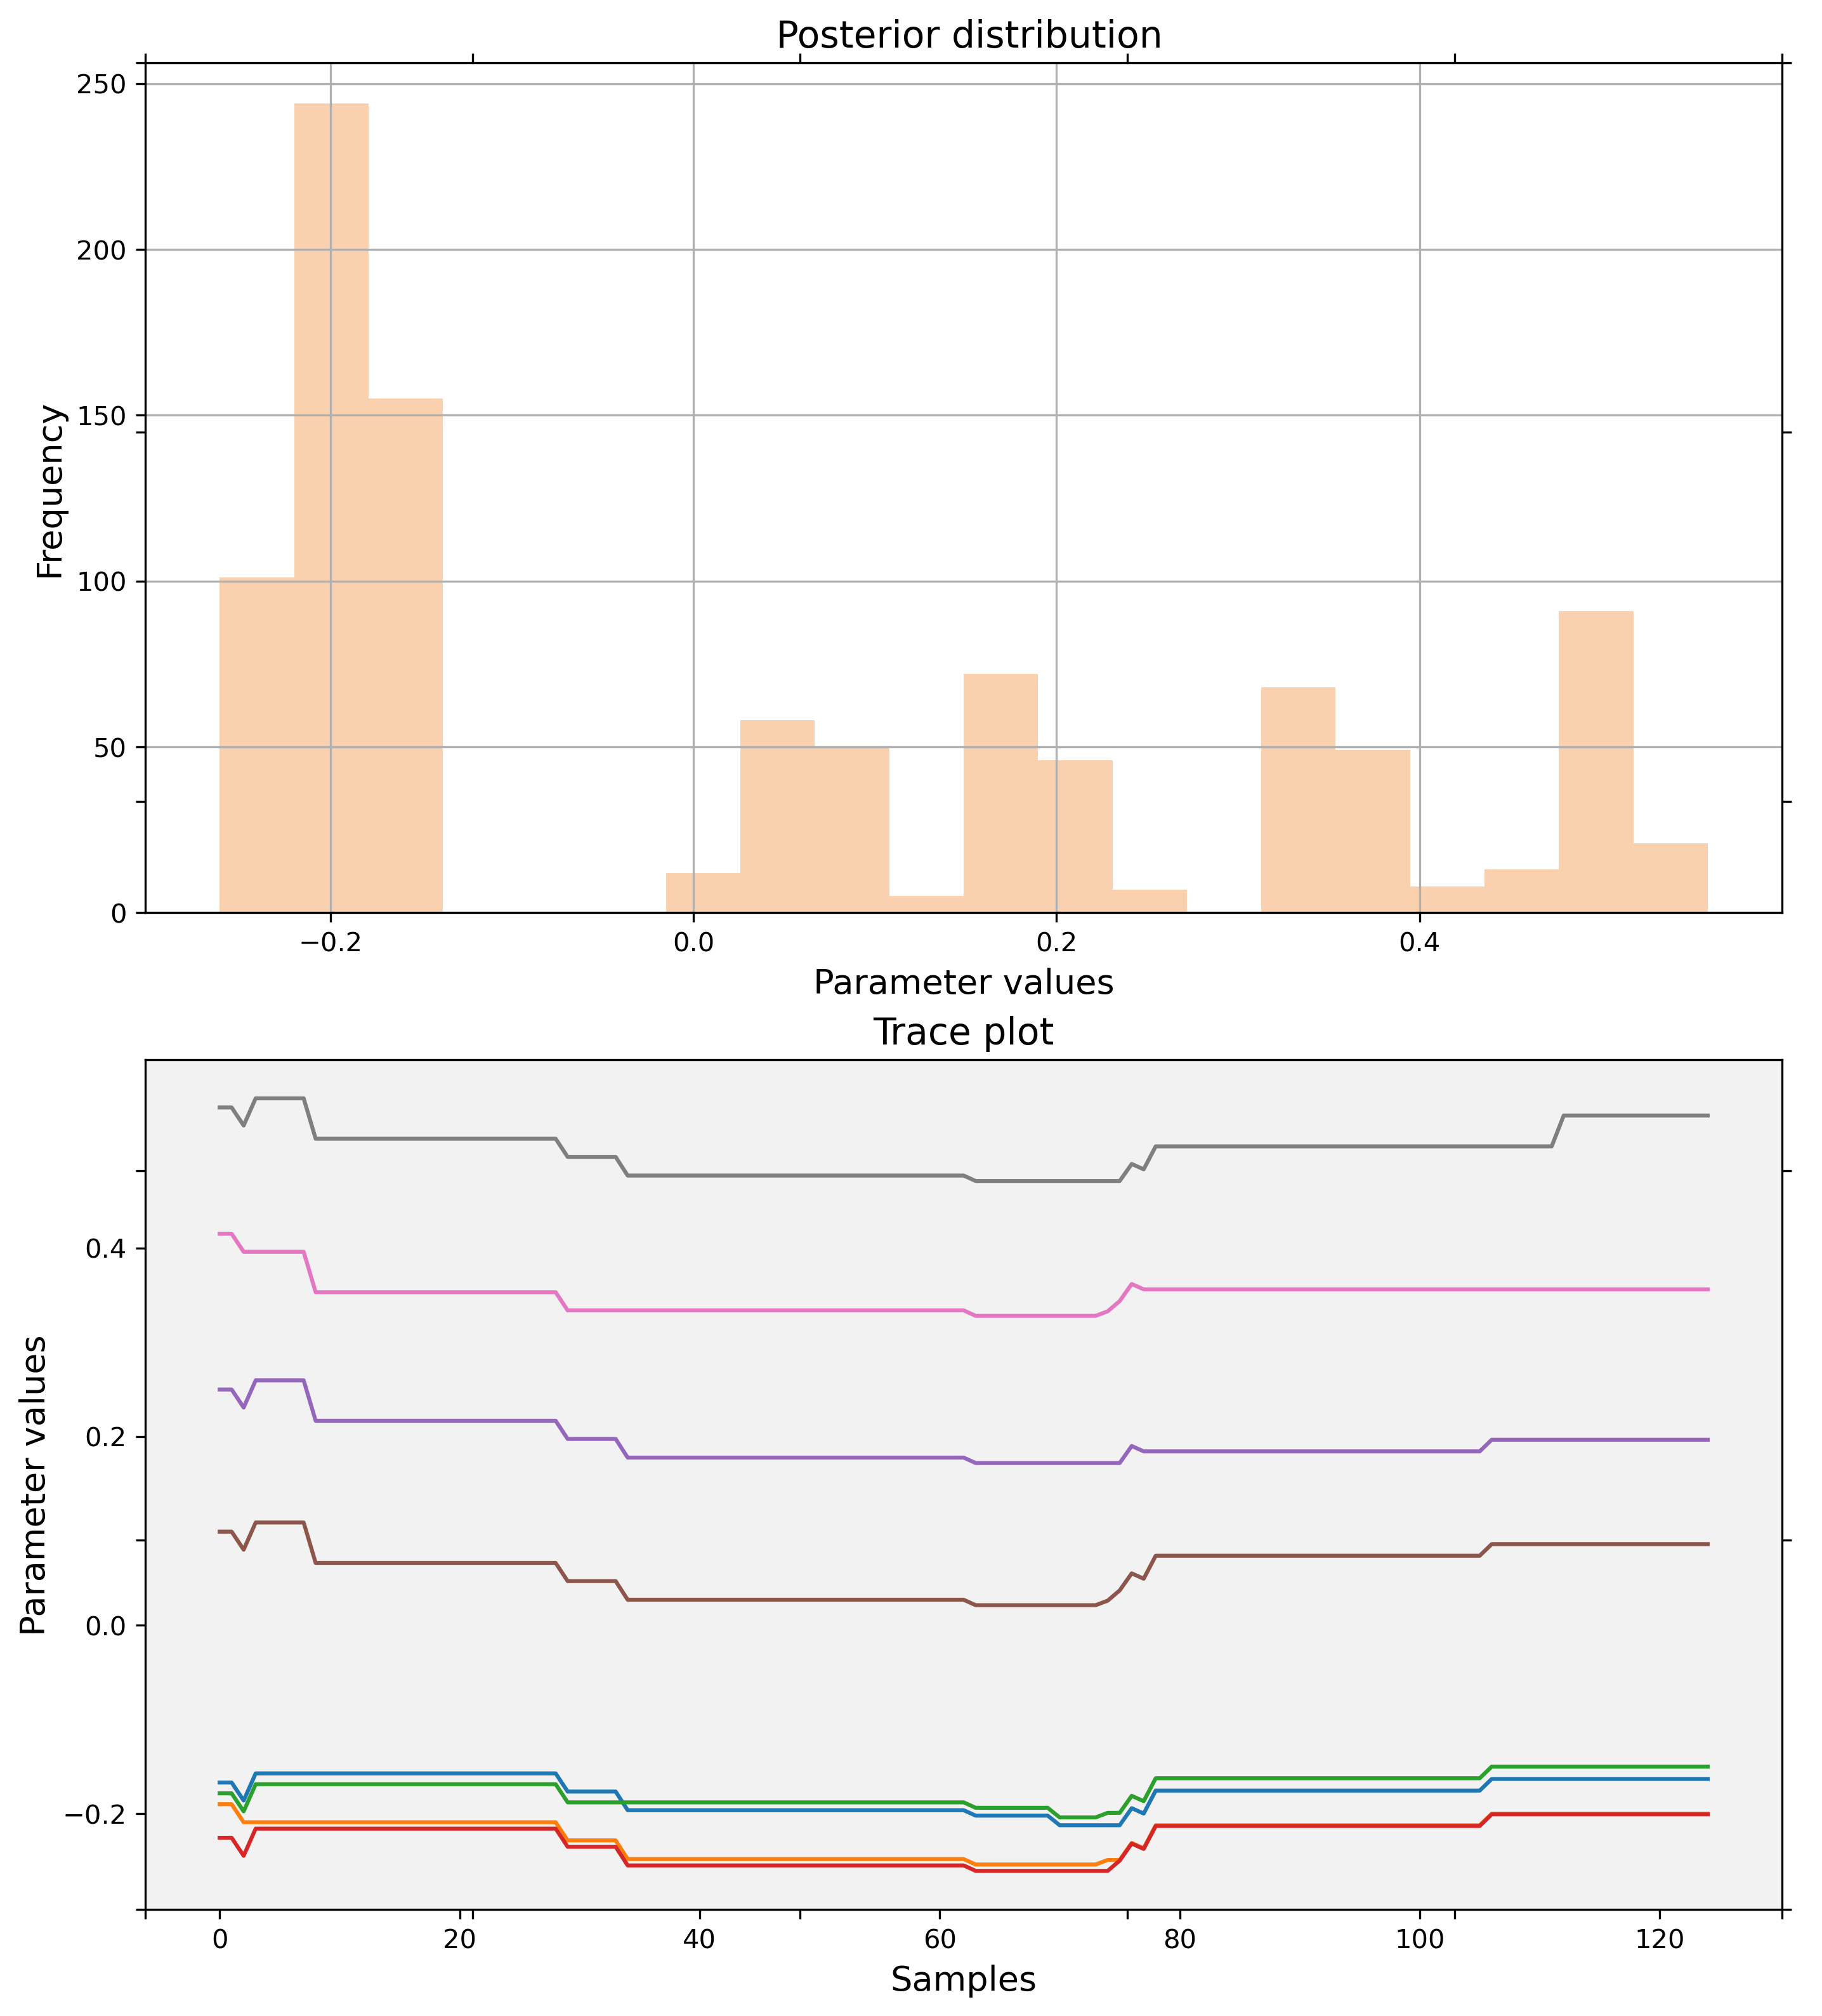 Posterior distribution
250
200
150
100
50
0
Frequency
−0.2 0.0 0.2 0.4
Parameter values
Trace plot
0.4
0.2
0.0
−0.2
Parameter values
0 20 40 60 80 100 120
Samples